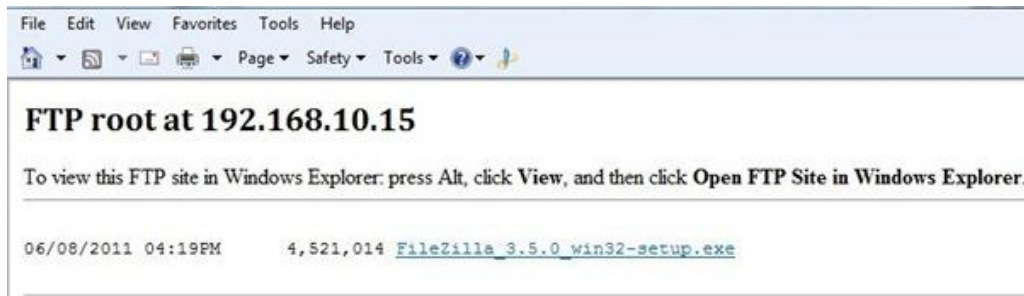 File Edit View Favorites Tools Help
Page Safety Tools
FTP root at 192.168.10.15
To view this FTP site in Windows Explorer: press Alt, click View, and then click Open FTP Site in Windows Explorer.
06/08/2011 04:19PM 4,521,014 FileZilla_3.5.0_win32-setup.exe